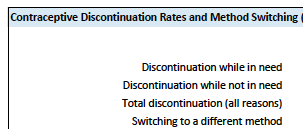 Contraceptive Discontinuation Rates and Method Switching (
Discontinuation while in need
Discontinuation while not in need
Total discontinuation (all reasons)
Switching to a different method